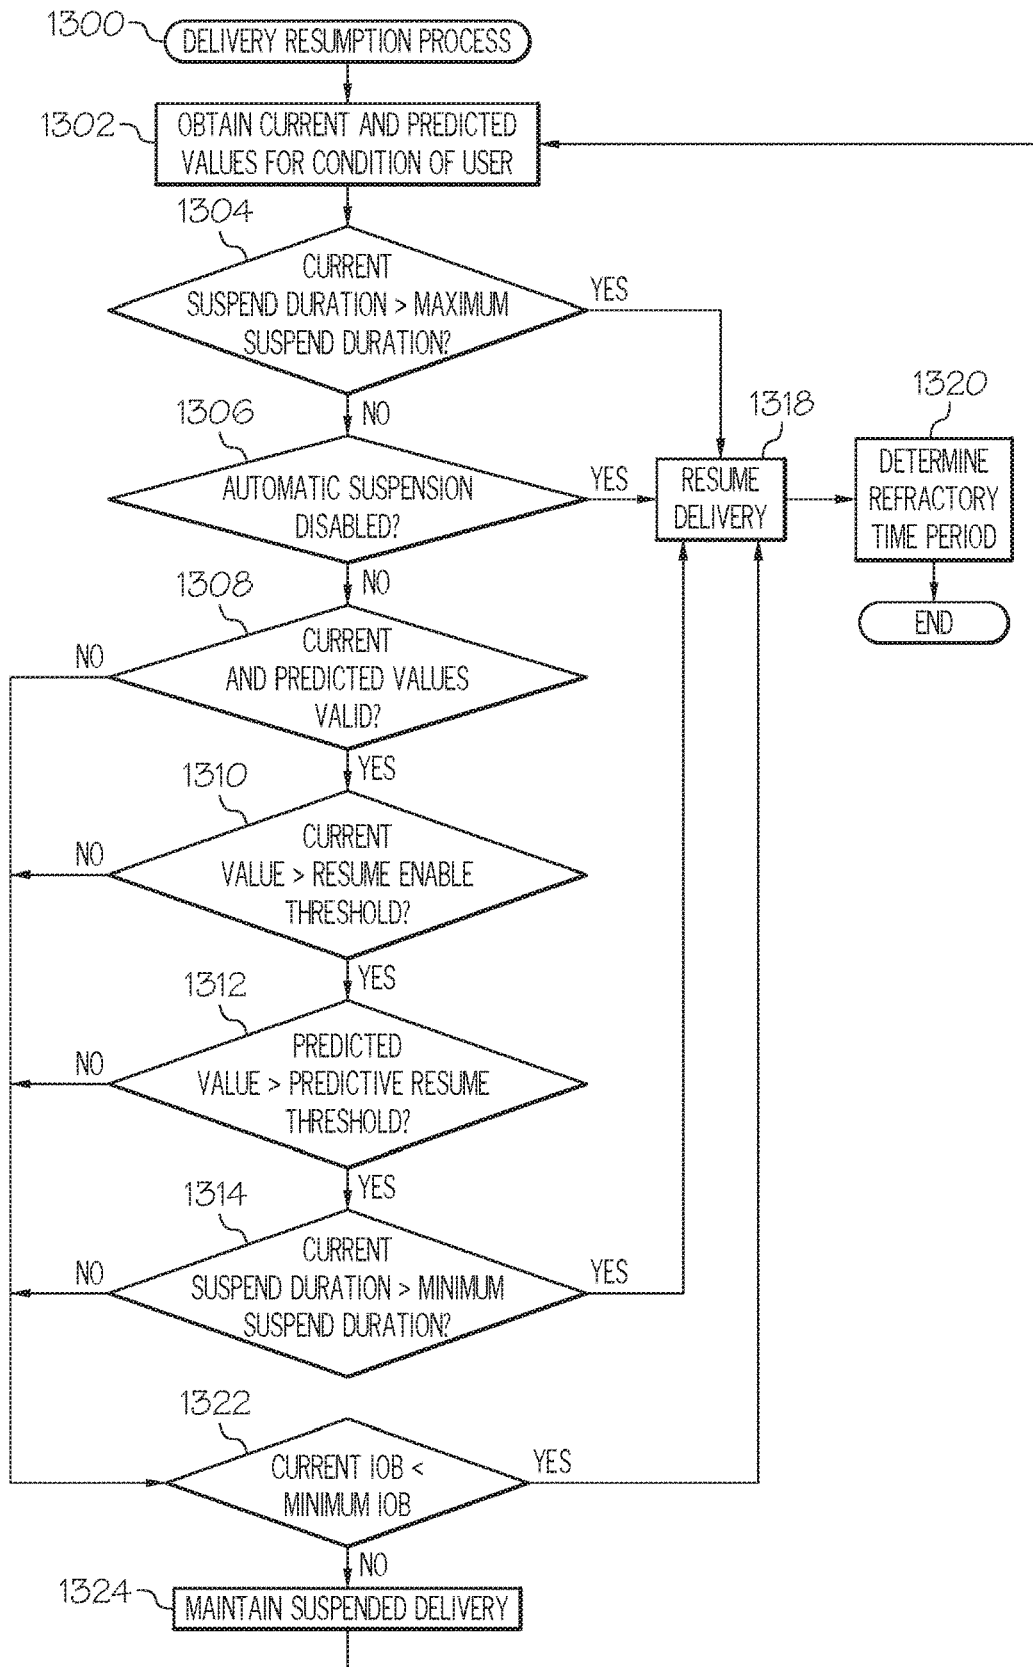 1300
DELIVERY RESUMPTION PROCESS
1302
OBTAIN CURRENT AND PREDICTED
VALUES FOR CONDITION OF USER
1304
CURRENT
SUSPEND DURATION > MAXIMUM
SUSPEND DURATION?
YES
NO
1306
AUTOMATIC SUSPENSION
DISABLED?
YES
NO
1318
RESUME
DELIVERY
1320
DETERMINE
REFRACTORY
TIME PERIOD
END
1308
CURRENT
AND PREDICTED VALUES
VALID?
NO
YES
1310
CURRENT
VALUE > RESUME ENABLE
THRESHOLD?
NO
YES
1312
PREDICTED
VALUE > PREDICTIVE RESUME
THRESHOLD?
NO
YES
1314
CURRENT
SUSPEND DURATION > MINIMUM
SUSPEND DURATION?
NO
YES
1322
CURRENT IOB <
MINIMUM IOB
YES
NO
1324
MAINTAIN SUSPENDED DELIVERY